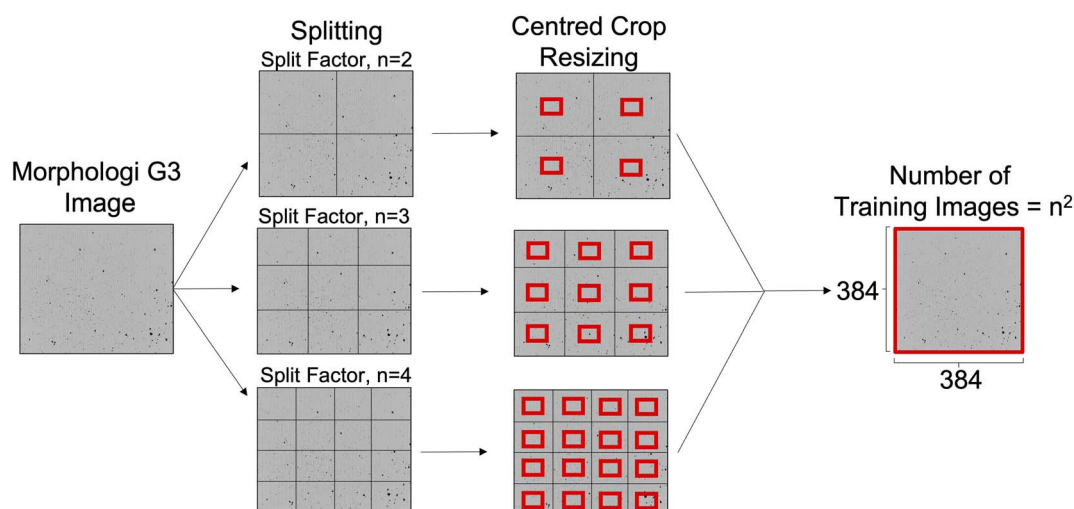 Morphologi G3
Image
Splitting
Split Factor, n=2
Split Factor, n=3
Split Factor, n=4
Centred Crop
Resizing
Number of
Training Images = n²
384
384